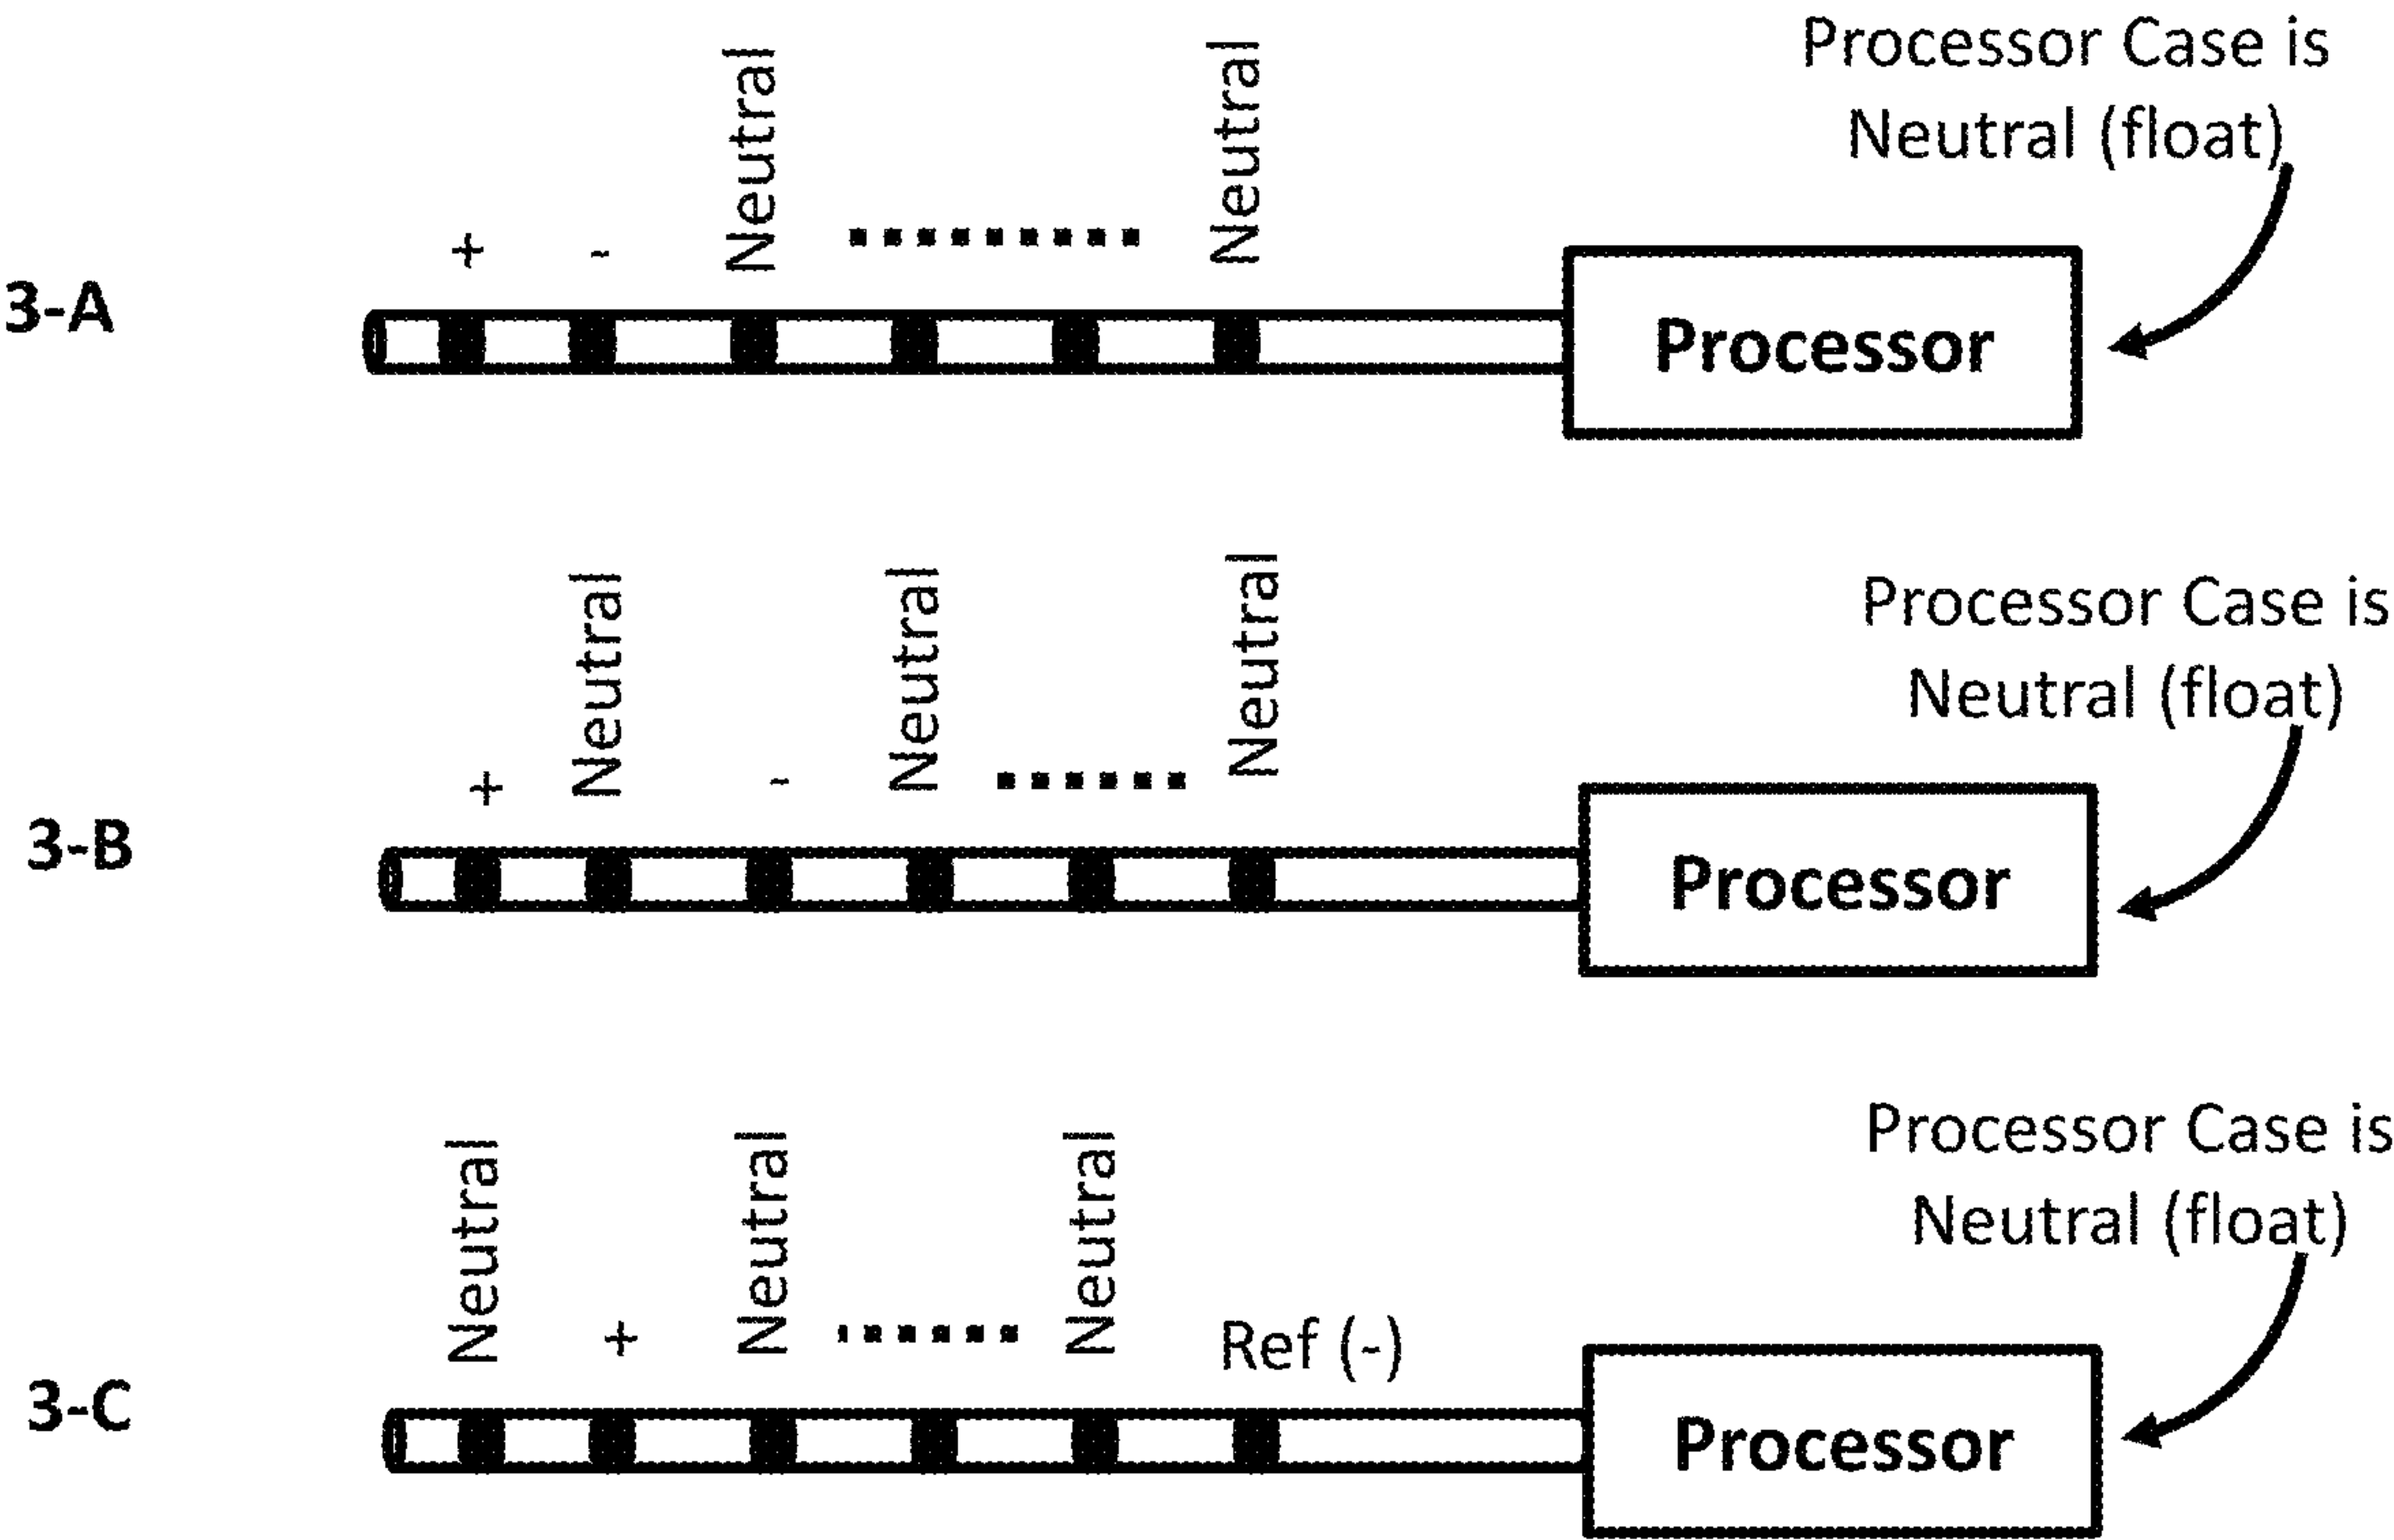 Processor Case is
Neutral (float)
+ - Neutral Neutral
3-A
Processor
Processor Case is
Neutral (float)
+ Neutral - Neutral Neutral
3-B
Processor
Processor Case is
Neutral (float)
Neutral + Neutral Neutral Ref (-)
3-C
Processor